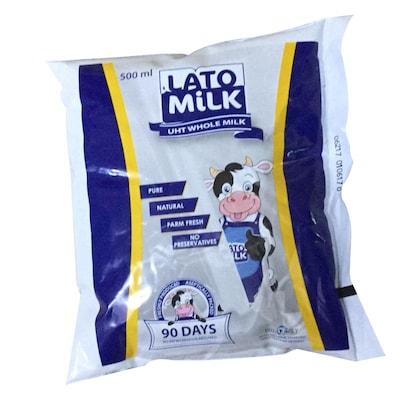 500 ml
LATO
MiLK
UHT WHOLE MILK
PURE
NATURAL
FARM FRESH
NO
PRESERVATIVES
LATO
MILK
90 DAYS